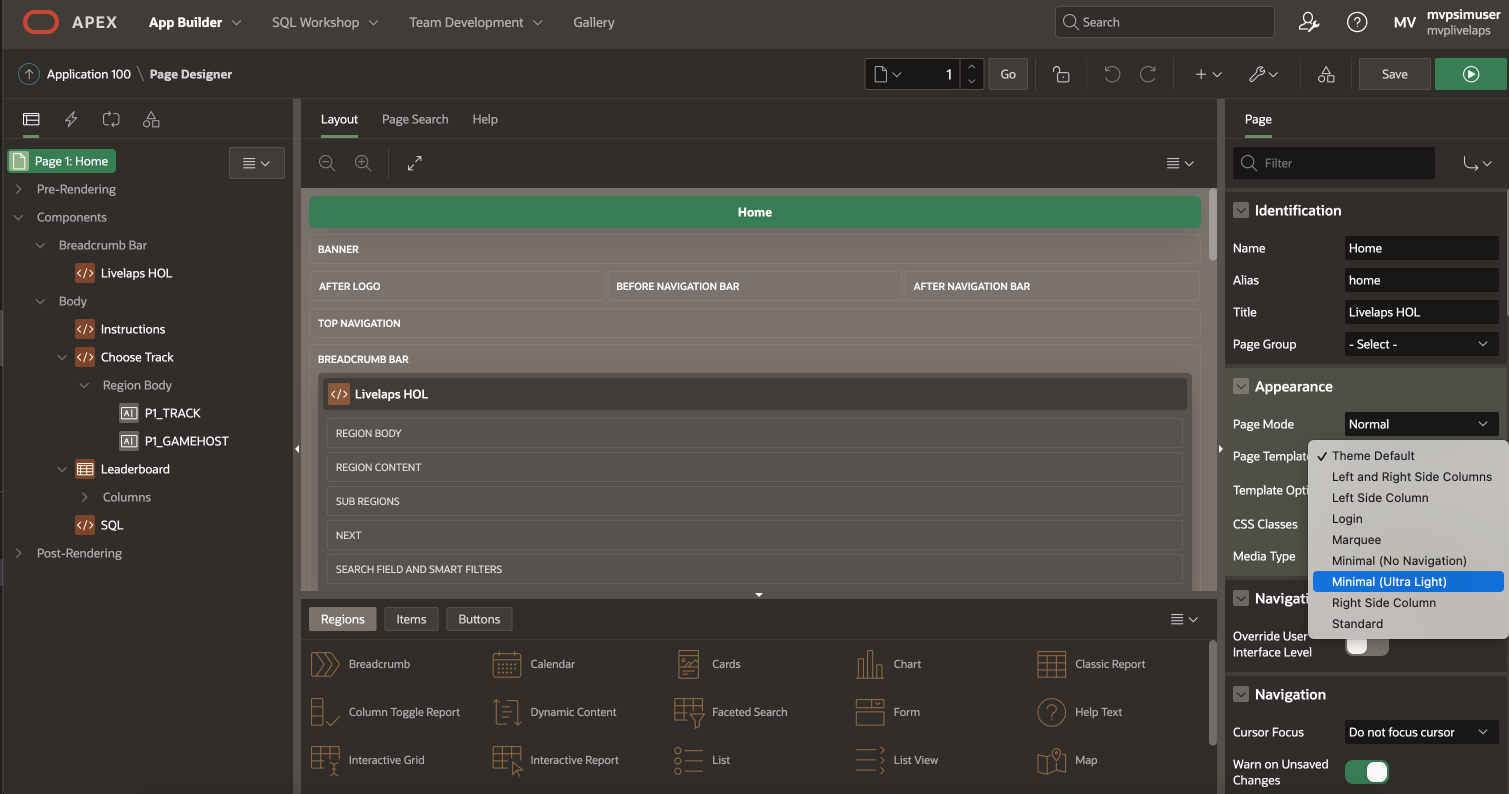 APEX App Builder SQL Workshop Team Development Gallery Search MV mvpsimuser
mvplivelaps
Application 100 \ Page Designer 1 Go Save
Layout Page Search Help Page
Page 1: Home
Pre-Rendering
Components
Breadcrumb Bar
Livelaps HOL
Body
Instructions
Choose Track
Region Body
P1_TRACK
P1_GAMEHOST
Leaderboard
Columns
SQL
Post-Rendering
Home
BANNER
AFTER LOGO BEFORE NAVIGATION BAR AFTER NAVIGATION BAR
TOP NAVIGATION
BREADCRUMB BAR
Livelaps HOL
REGION BODY
REGION CONTENT
SUB REGIONS
NEXT
SEARCH FIELD AND SMART FILTERS
Regions Items Buttons
Breadcrumb Calendar Cards Chart Classic Report
Column Toggle Report Dynamic Content Faceted Search Form Help Text
Interactive Grid Interactive Report List List View Map
Filter
Identification
Name Home
Alias home
Title Livelaps HOL
Page Group - Select -
Appearance
Page Mode Normal
Page Templat
Template Opti
CSS Classes
Media Type
✓ Theme Default
Left and Right Side Columns
Left Side Column
Login
Marquee
Minimal (No Navigation)
Minimal (Ultra Light)
Right Side Column
Standard
Navigati
Override User
Interface Level
Navigation
Cursor Focus Do not focus cursor
Warn on Unsaved
Changes